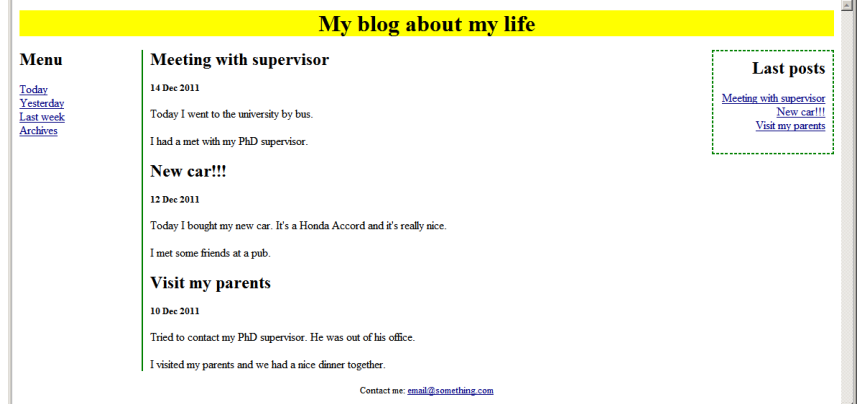 My blog about my life
Menu
Today
Yesterday
Last week
Archives
Meeting with supervisor
14 Dec 2011
Today I went to the university by bus.
I had a met with my PhD supervisor.
New car!!!
12 Dec 2011
Today I bought my new car. It's a Honda Accord and it's really nice.
I met some friends at a pub.
Visit my parents
10 Dec 2011
Tried to contact my PhD supervisor. He was out of his office.
I visited my parents and we had a nice dinner together.
Last posts
Meeting with supervisor
New car!!!
Visit my parents
Contact me: email@something.com